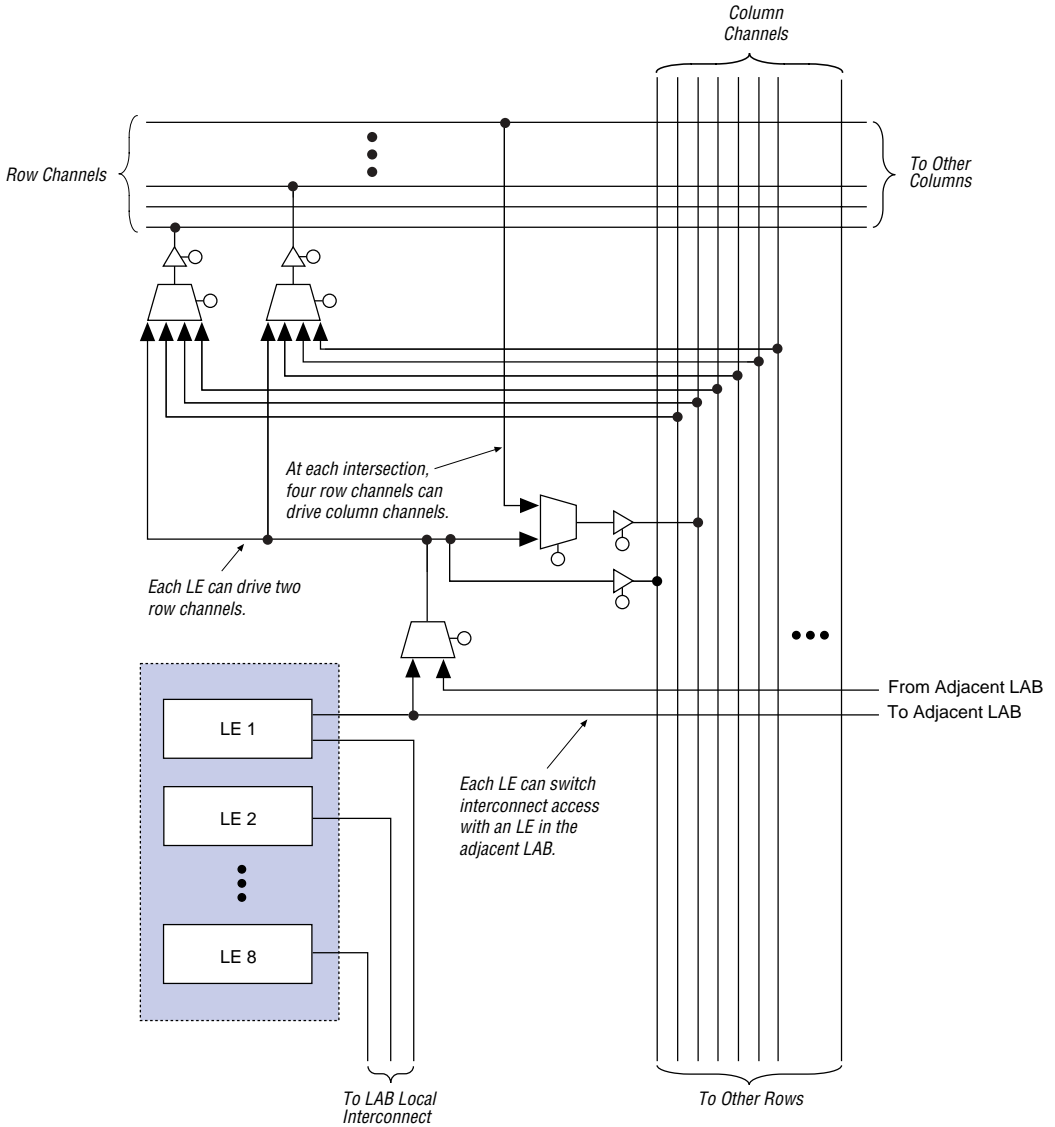 Column
Channels
Row Channels
To Other
Columns
At each intersection,
four row channels can
drive column channels.
Each LE can drive two
row channels.
From Adjacent LAB
To Adjacent LAB
LE 1
Each LE can switch
interconnect access
with an LE in the
adjacent LAB.
LE 2
LE 8
To LAB Local
Interconnect
To Other Rows